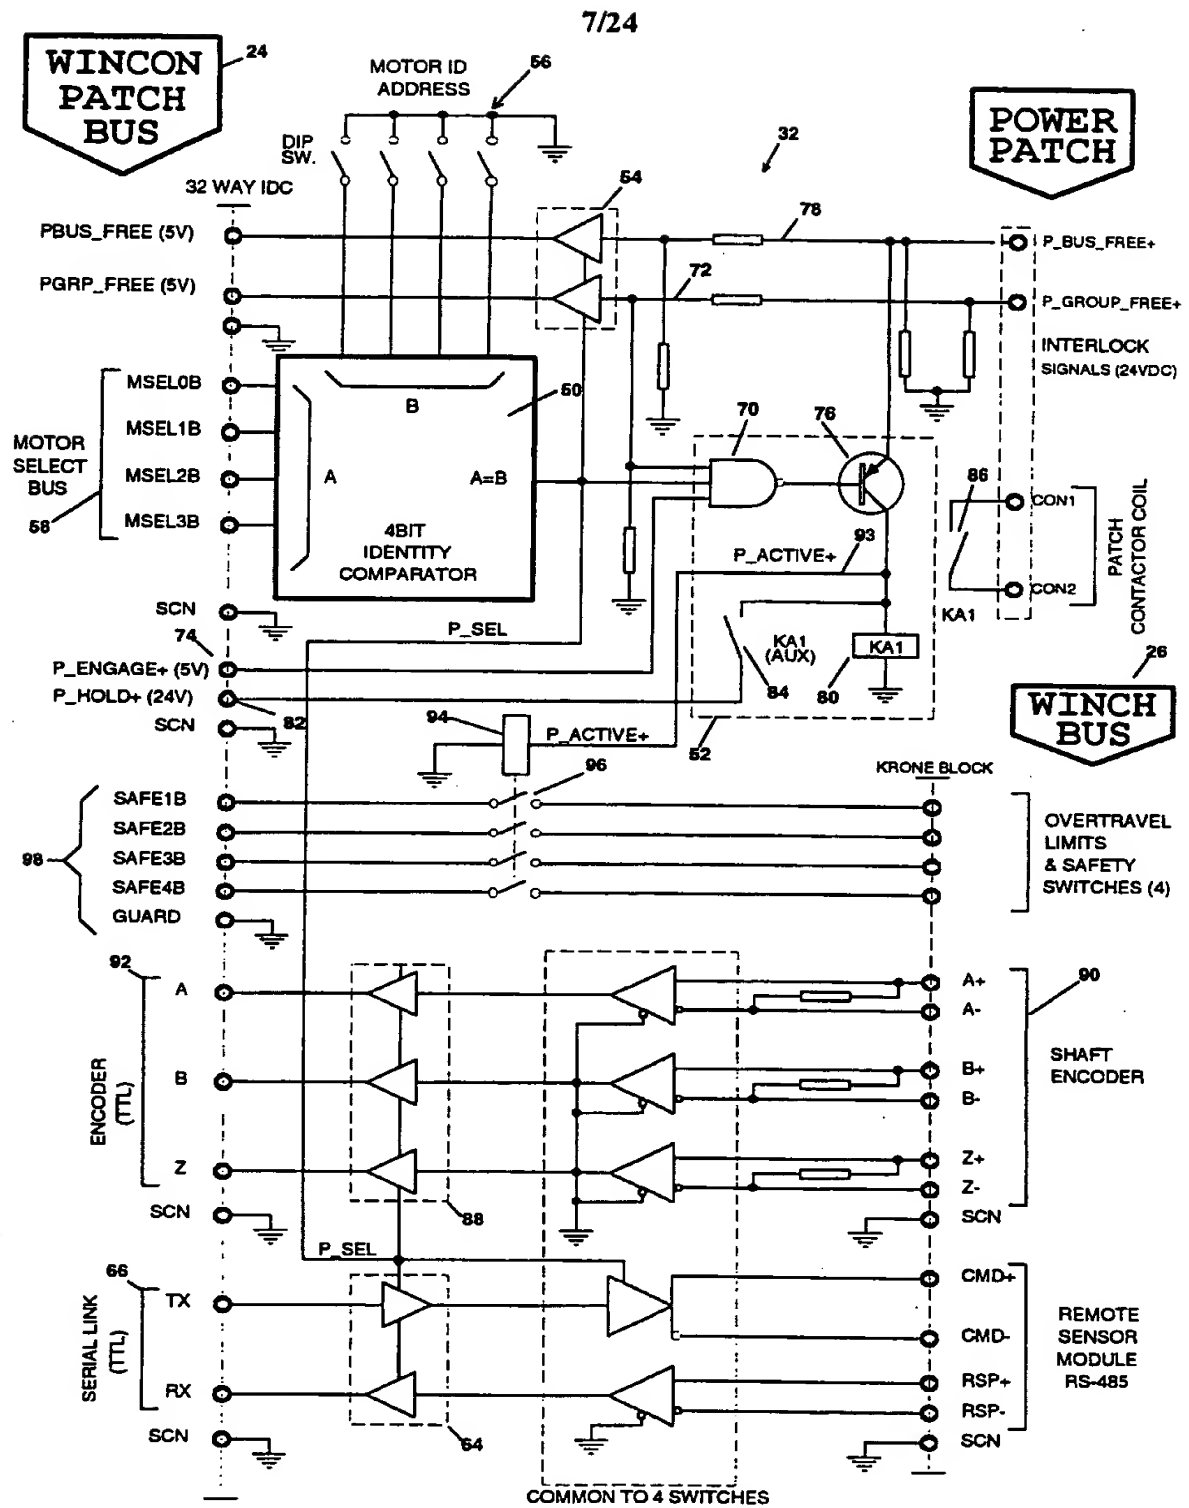 7/24
WINCON
PATCH
BUS
24
MOTOR ID
ADDRESS
56
DIP
SW.
32
POWER
PATCH
32 WAY IDC
54
78
PBUS_FREE (5V)
P_BUS_FREE+
72
PGRP_FREE (5V)
P_GROUP_FREE+
INTERLOCK
SIGNALS (24VDC)
MSEL0B
MSEL1B
MSEL2B
MSEL3B
MOTOR
SELECT
BUS
58
B
50
A
A=B
4BIT
IDENTITY
COMPARATOR
70
76
86
CON1
CON2
KA1
PATCH
CONTACTOR COIL
93
P_ACTIVE+
SCN
P_SEL
74
P_ENGAGE+ (5V)
P_HOLD+ (24V)
82
SCN
KA1
(AUX)
84
KA1
80
26
WINCH
BUS
94
P_ACTIVE+
52
96
KRONE BLOCK
98
SAFE1B
SAFE2B
SAFE3B
SAFE4B
GUARD
OVERTRAVEL
LIMITS
& SAFETY
SWITCHES (4)
92
A
B
Z
ENCODER
(TTL)
SCN
88
A+
A-
B+
B-
Z+
Z-
SCN
90
SHAFT
ENCODER
P_SEL
66
TX
RX
SERIAL LINK
(TTL)
SCN
64
CMD+
CMD-
RSP+
RSP-
SCN
REMOTE
SENSOR
MODULE
RS-485
COMMON TO 4 SWITCHES